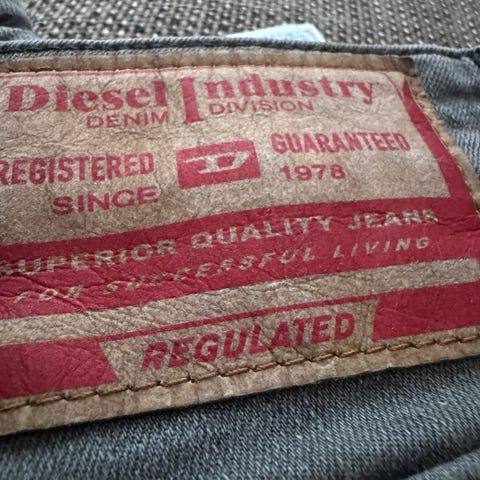 Diesel Industry
DENIM DIVISION
REGISTERED D GUARANTEED
SINCE 1978
SUPERIOR QUALITY JEANS
FOR SUCCESSFUL LIVING
REGULATED